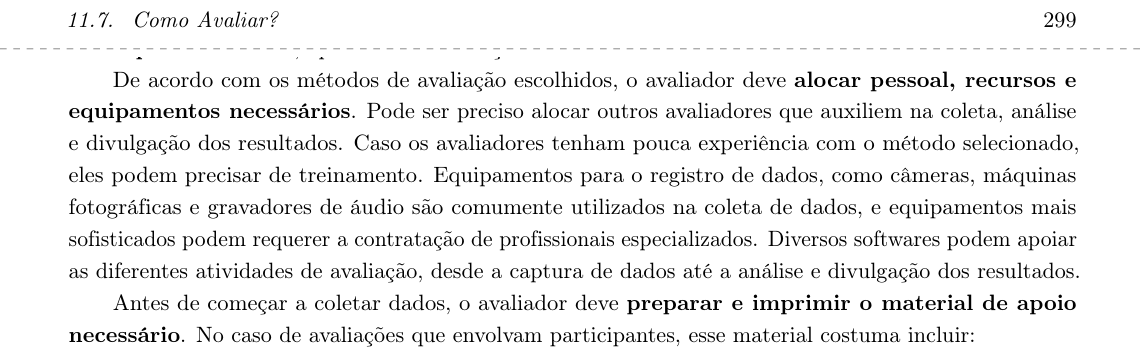 11.7. Como Avaliar? 299
De acordo com os métodos de avaliação escolhidos, o avaliador deve alocar pessoal, recursos e
equipamentos necessários. Pode ser preciso alocar outros avaliadores que auxiliem na coleta, análise
e divulgação dos resultados. Caso os avaliadores tenham pouca experiência com o método selecionado,
eles podem precisar de treinamento. Equipamentos para o registro de dados, como câmeras, máquinas
fotográficas e gravadores de áudio são comumente utilizados na coleta de dados, e equipamentos mais
sofisticados podem requerer a contratação de profissionais especializados. Diversos softwares podem apoiar
as diferentes atividades de avaliação, desde a captura de dados até a análise e divulgação dos resultados.
Antes de começar a coletar dados, o avaliador deve preparar e imprimir o material de apoio
necessário. No caso de avaliações que envolvam participantes, esse material costuma incluir: